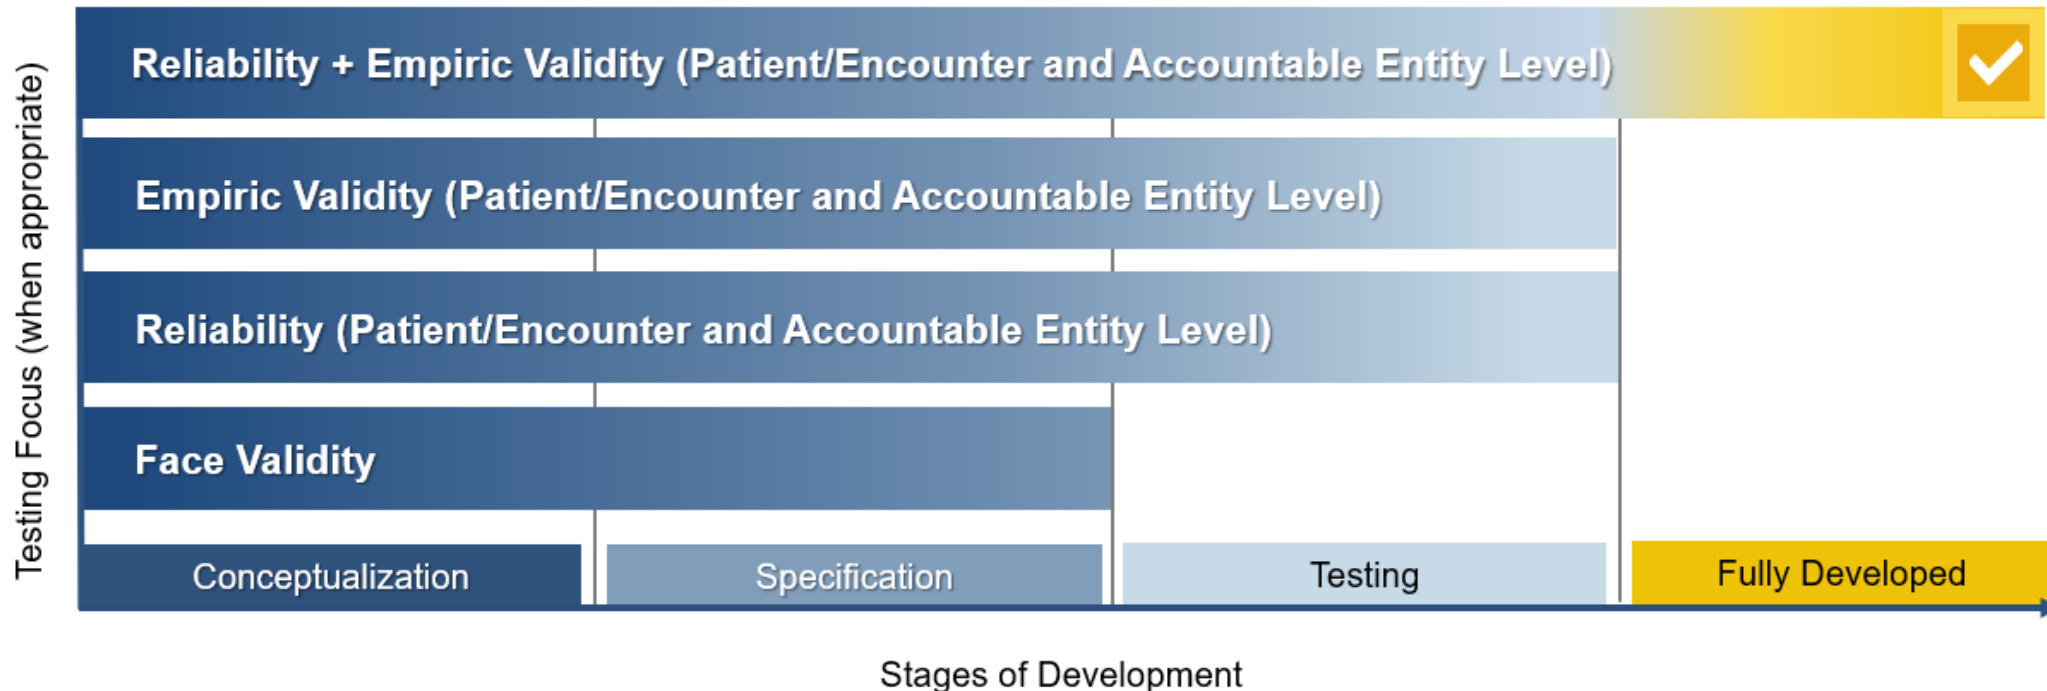 Testing Focus (when appropriate)
Reliability + Empiric Validity (Patient/Encounter and Accountable Entity Level)
Empiric Validity (Patient/Encounter and Accountable Entity Level)
Reliability (Patient/Encounter and Accountable Entity Level)
Face Validity
Conceptualization
Specification
Testing
Fully Developed
Stages of Development